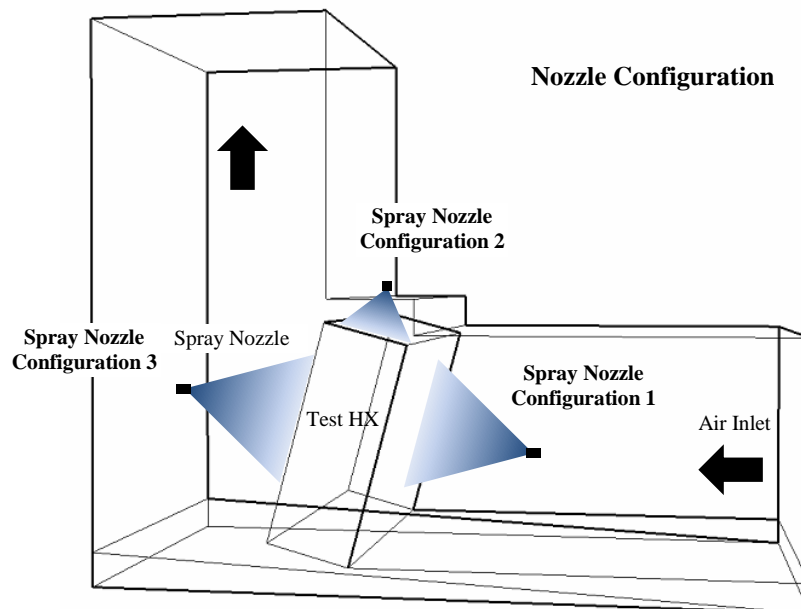 Nozzle Configuration
Spray Nozzle
Configuration 2
Spray Nozzle
Configuration 3
Spray Nozzle
Spray Nozzle
Configuration 1
Test HX
Air Inlet